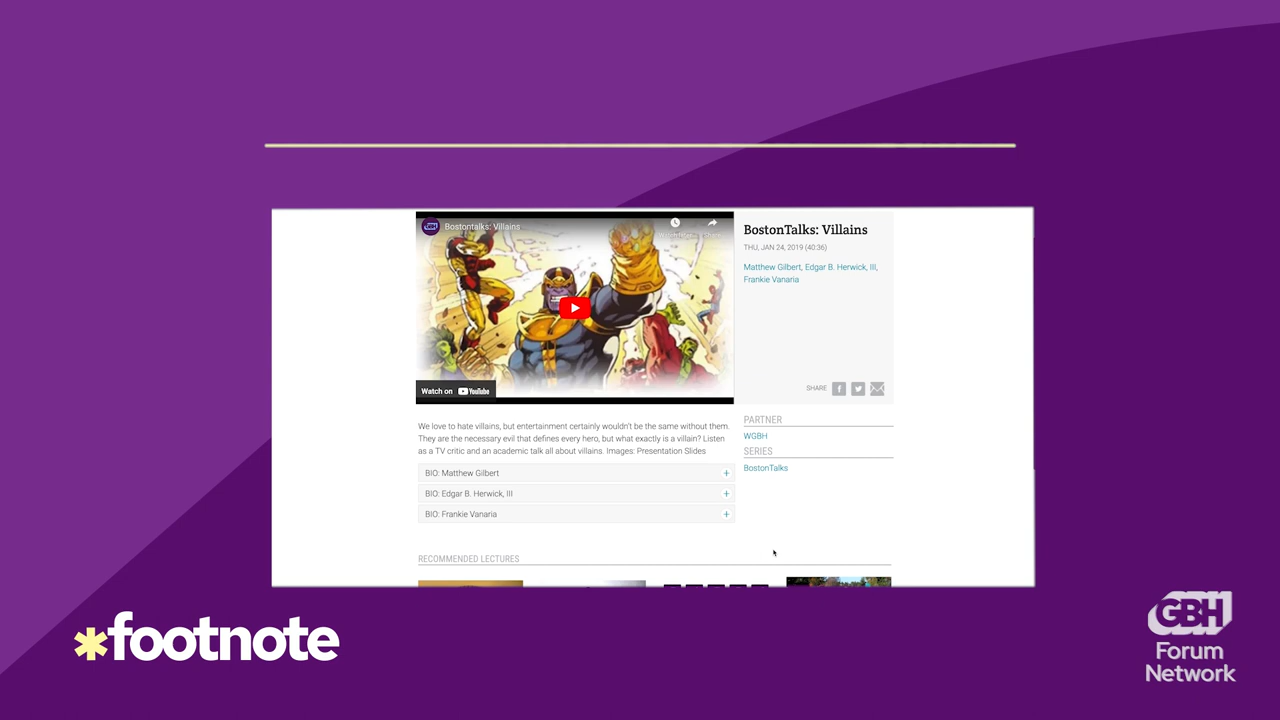 Bostontalks: Villains
Watch on YouTube
BostonTalks: Villains
THU, JAN 24, 2019 (40:36)
Matthew Gilbert, Edgar B. Herwick, III,
Frankie Vanaria
SHARE
We love to hate villains, but entertainment certainly wouldn't be the same without them.
They are the necessary evil that defines every hero, but what exactly is a villain? Listen
as a TV critic and an academic talk all about villains. Images: Presentation Slides
BIO: Matthew Gilbert +
BIO: Edgar B. Herwick, III +
BIO: Frankie Vanaria +
PARTNER
WGBH
SERIES
BostonTalks
RECOMMENDED LECTURES
*footnote
GBH
Forum
Network